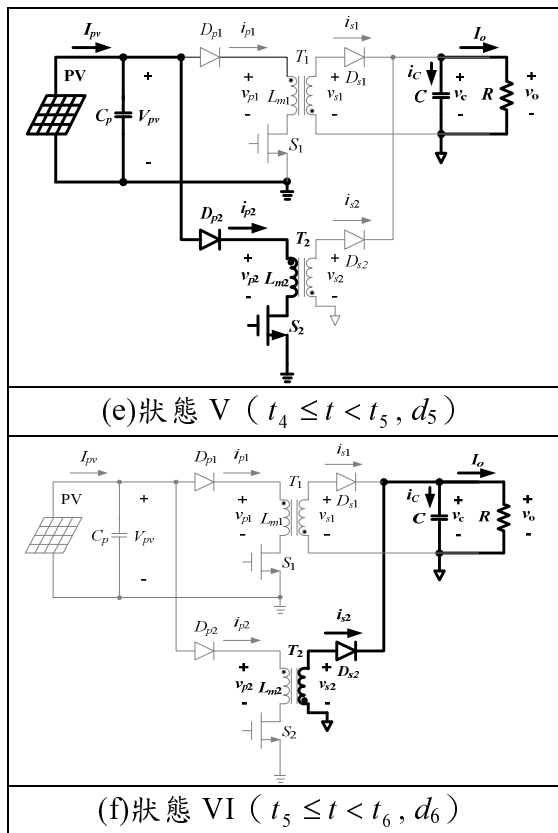 I_pv D_p1 i_p1 T_1 i_s1 I_o
PV + + + D_s1 i_C + +
C_p V_pv v_p1 L_m1 v_s1 C v_c R v_o
- - - - -
S_1
D_p2 i_p2 T_2 i_s2
+ + D_s2
v_p2 L_m2 v_s2
- -
S_2
(e)狀態 V（ t_4 ≤ t < t_5 , d_5 ）
I_pv D_p1 i_p1 T_1 i_s1 I_o
PV + + + D_s1 i_C + +
C_p V_pv v_p1 L_m1 v_s1 C v_c R v_o
- - - - -
S_1
D_p2 i_p2 T_2 i_s2
+ + D_s2
v_p2 L_m2 v_s2
- -
S_2
(f)狀態 VI（ t_5 ≤ t < t_6 , d_6 ）